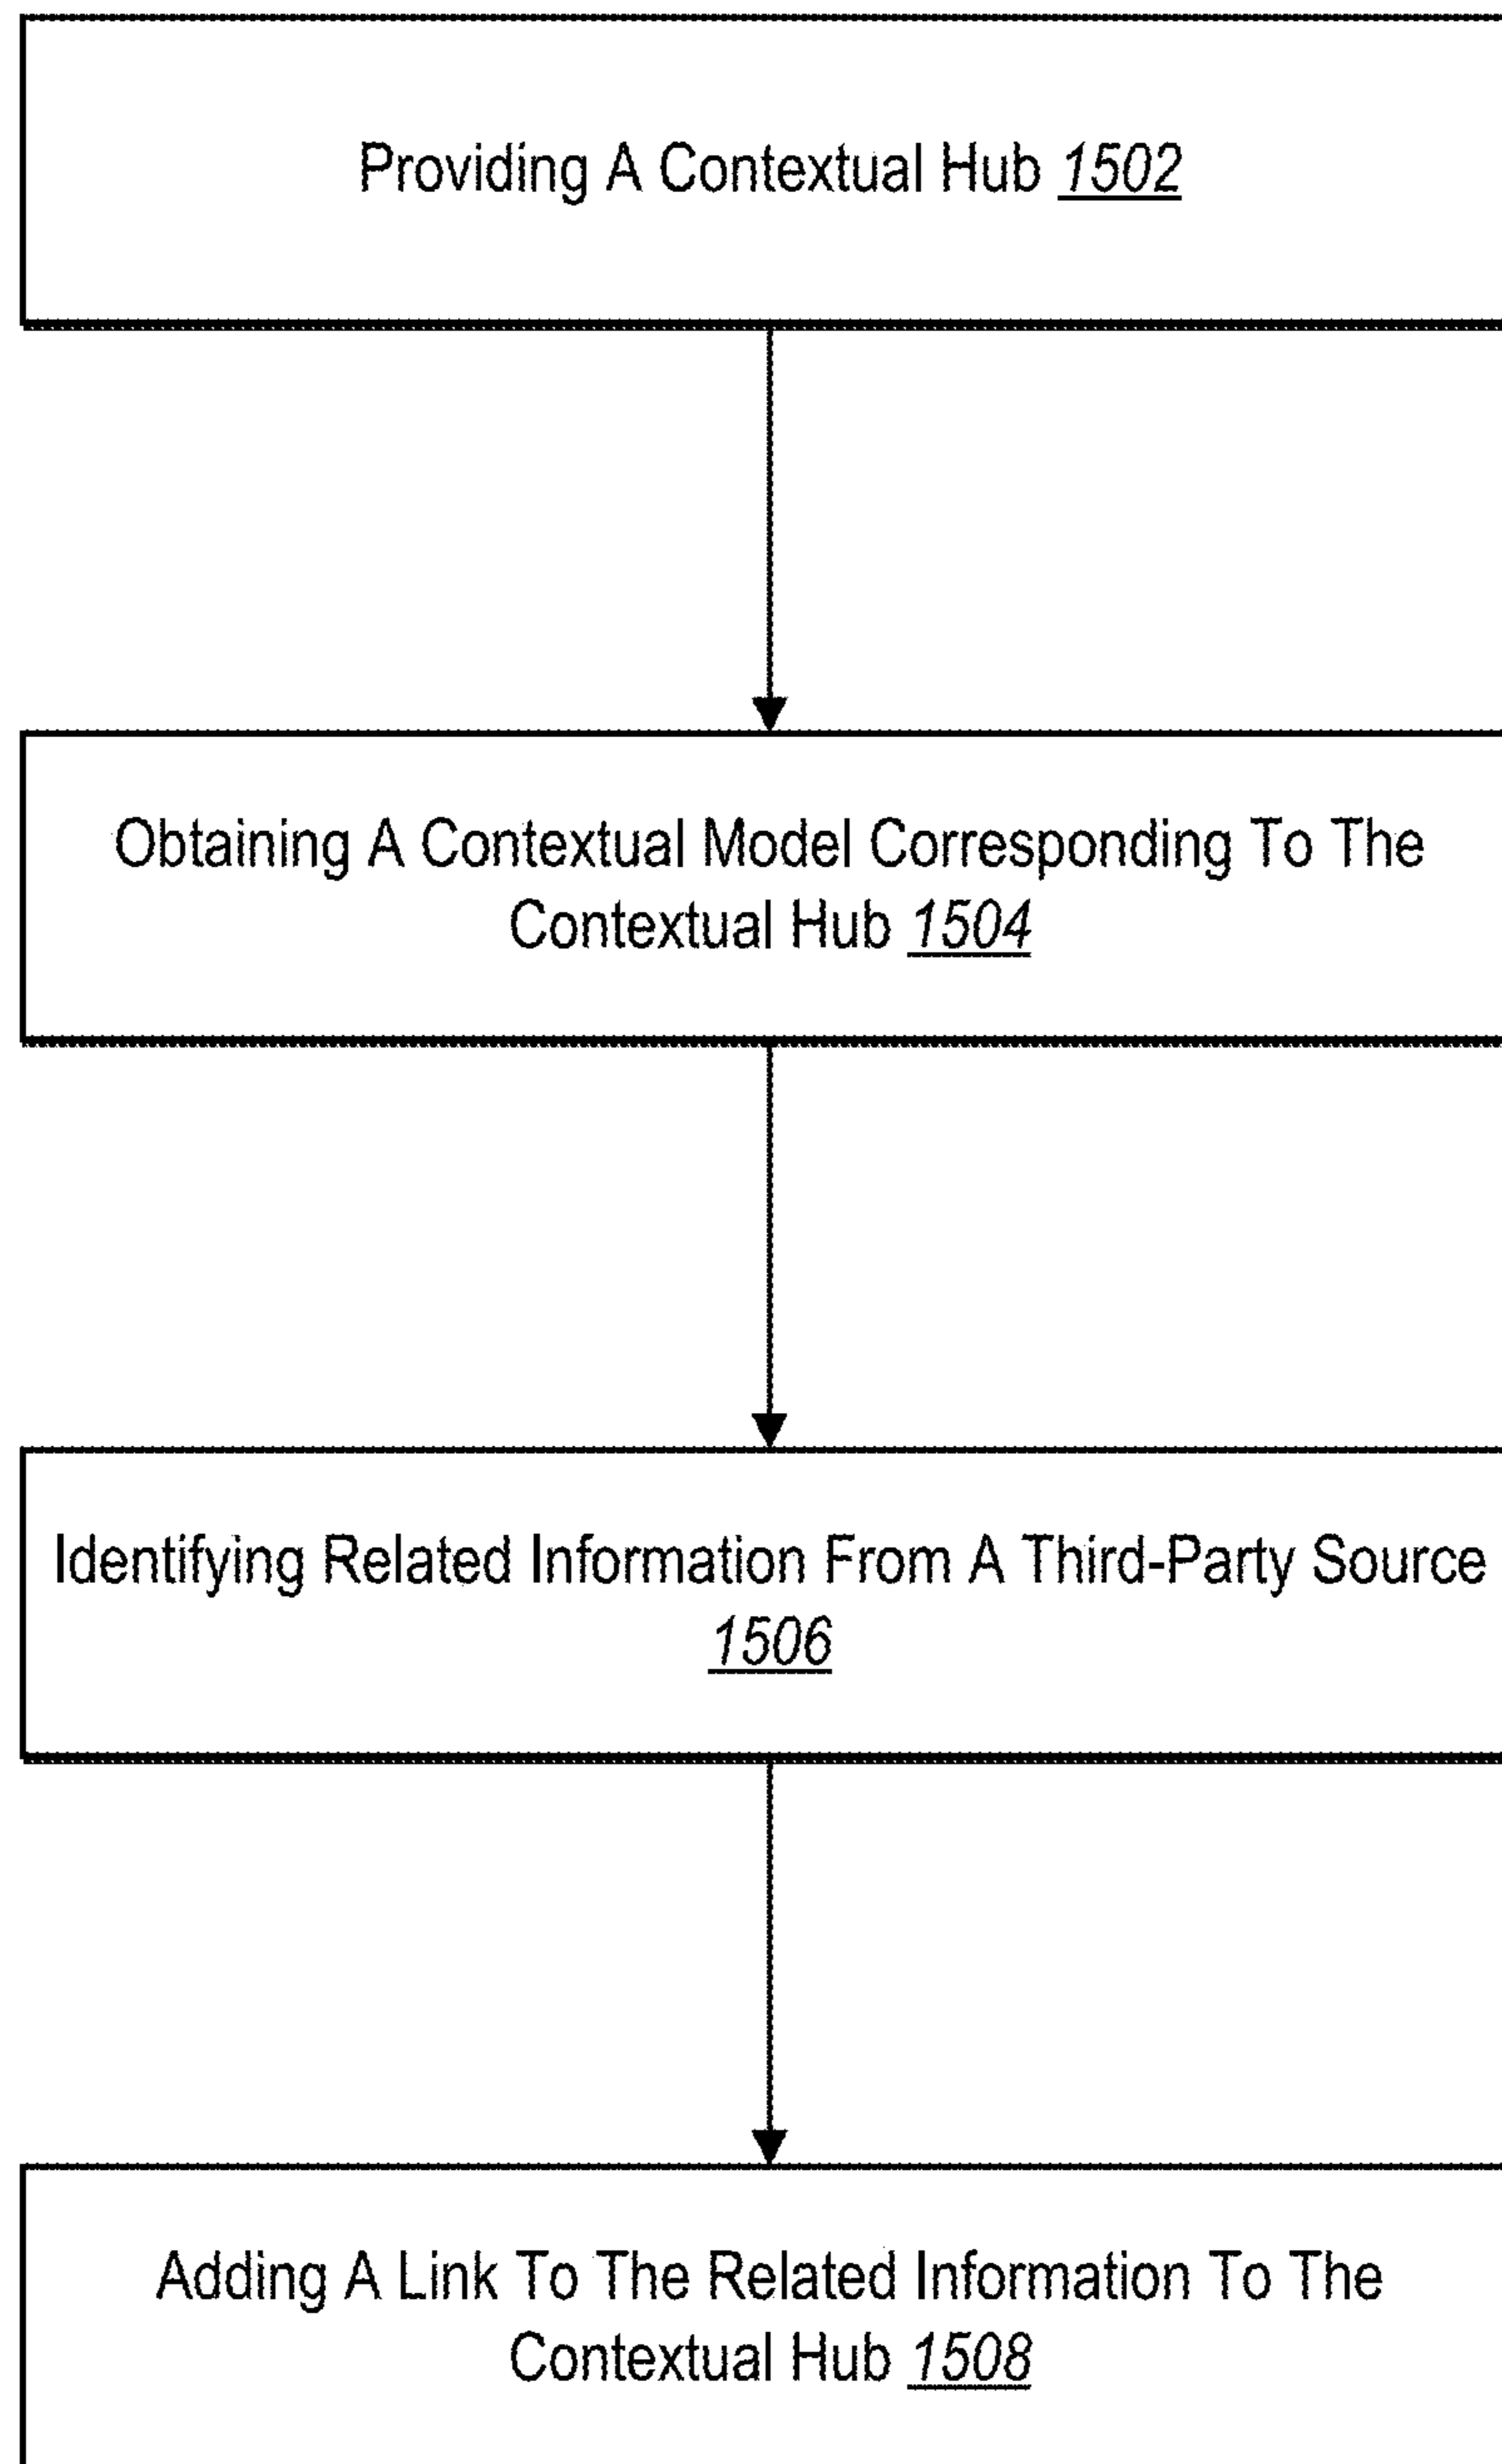 Providing A Contextual Hub 1502
Obtaining A Contextual Model Corresponding To The
Contextual Hub 1504
Identifying Related Information From A Third-Party Source
1506
Adding A Link To The Related Information To The
Contextual Hub 1508